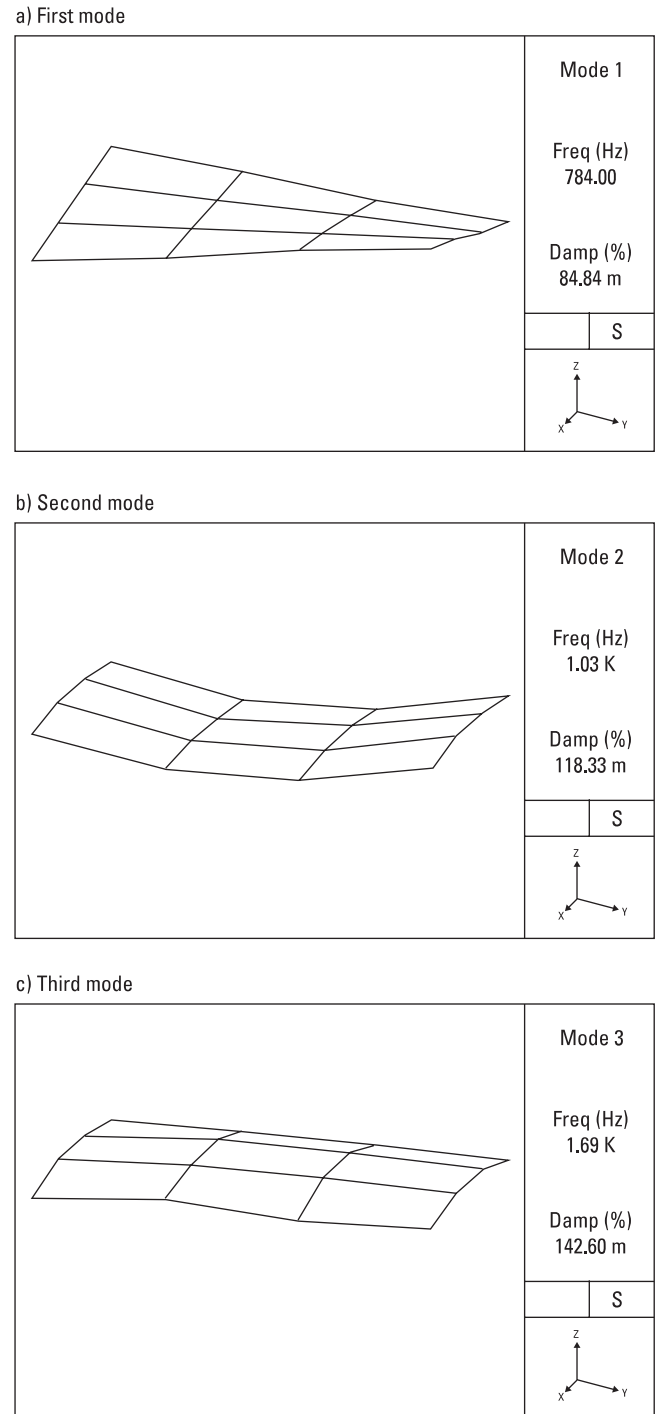 a) First mode
Mode 1
Freq (Hz)
784.00
Damp (%)
84.84 m
S
Z
X
Y
b) Second mode
Mode 2
Freq (Hz)
1.03 K
Damp (%)
118.33 m
S
Z
X
Y
c) Third mode
Mode 3
Freq (Hz)
1.69 K
Damp (%)
142.60 m
S
Z
X
Y